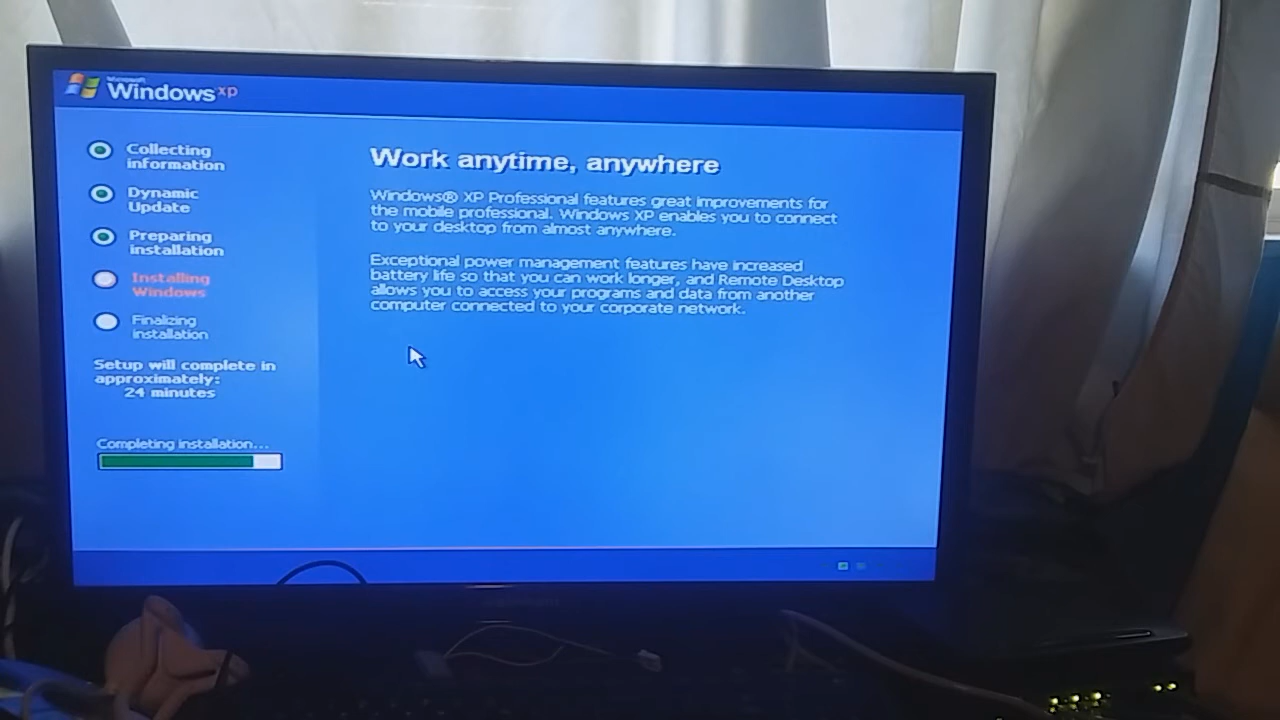 Microsoft
Windows xp
Collecting
information
Dynamic
Update
Preparing
installation
Installing
Windows
Finalizing
installation
Setup will complete in
approximately:
24 minutes
Completing installation...
Work anytime, anywhere
Windows® XP Professional features great improvements for
the mobile professional. Windows XP enables you to connect
to your desktop from almost anywhere.
Exceptional power management features have increased
battery life so that you can work longer, and Remote Desktop
allows you to access your programs and data from another
computer connected to your corporate network.